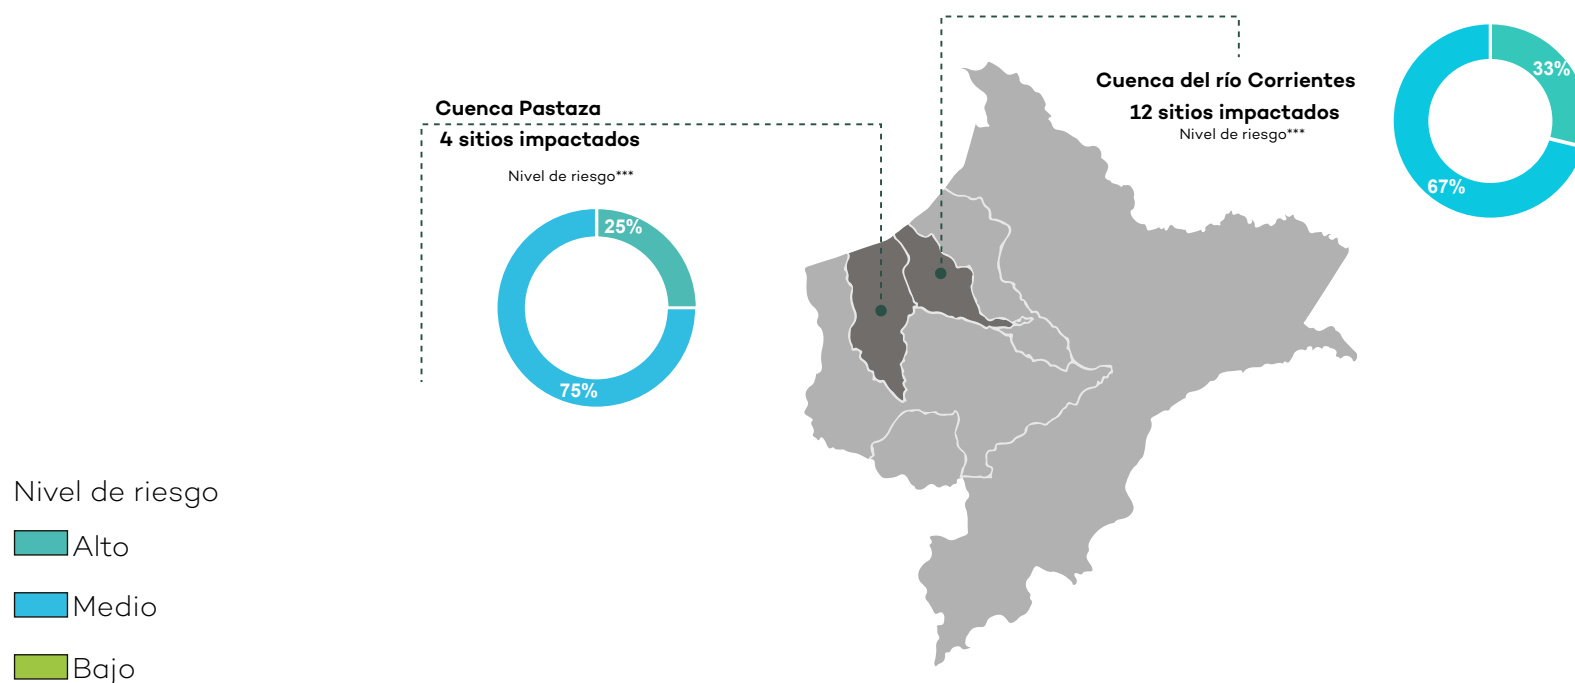 Cuenca Pastaza
4 sitios impactados
Nivel de riesgo***
25%
75%
Cuenca del río Corrientes
12 sitios impactados
Nivel de riesgo***
33%
67%
Nivel de riesgo
Alto
Medio
Bajo